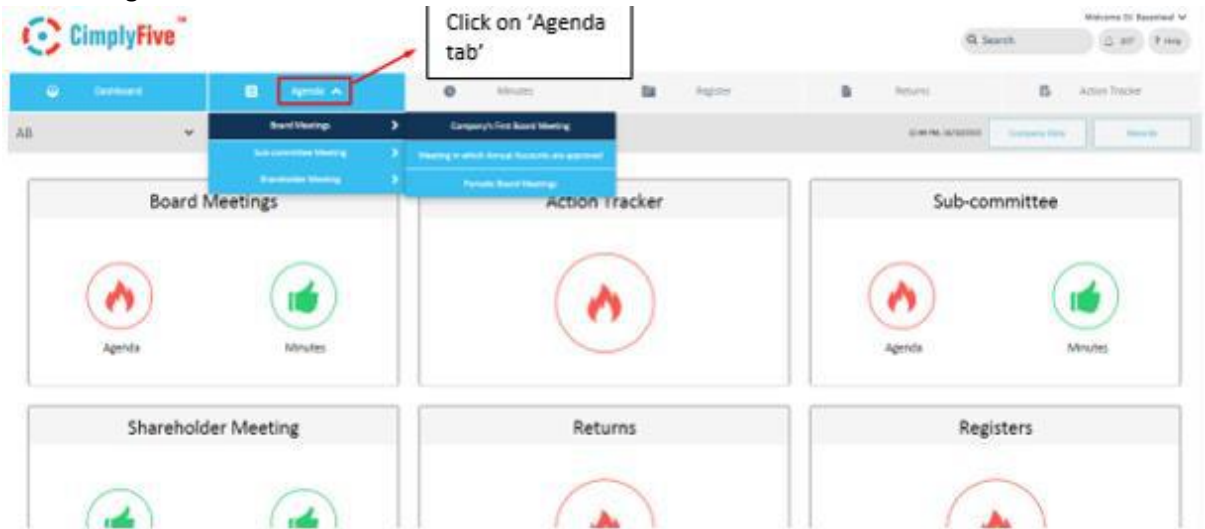 CimplyFive™
Click on 'Agenda
tab'
Search
Help
Dashboard
Agenda
Minutes
Register
Returns
Action Tracker
AB
Board Meetings
Company's First Board Meeting
Sub-committee Meeting
Meeting in which Annual Accounts are approved
Shareholder Meeting
Periodic Board Meetings
Board Meetings
Action Tracker
Sub-committee
Agenda
Minutes
Agenda
Minutes
Shareholder Meeting
Returns
Registers